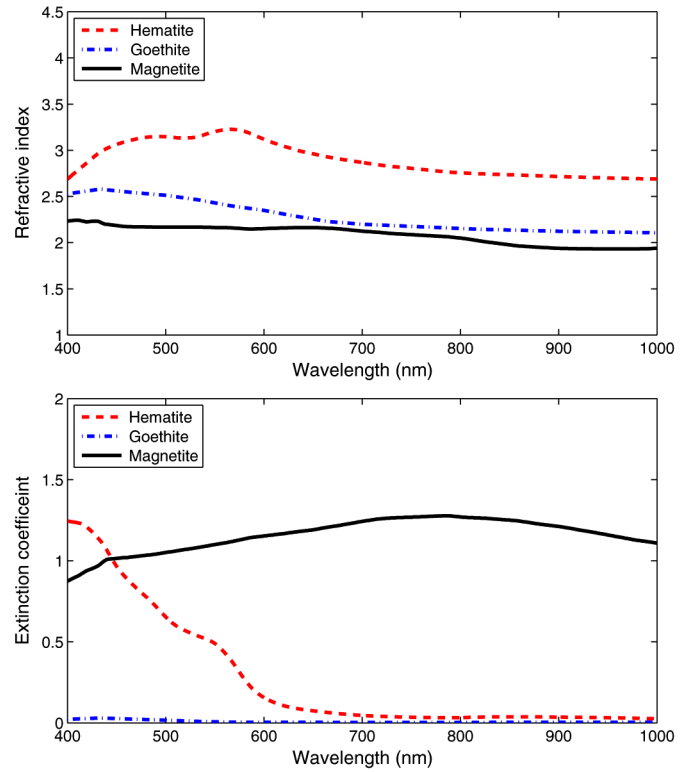 4.5
4
3.5
3
2.5
2
1.5
1
Refractive index
Hematite
Goethite
Magnetite
400 500 600 700 800 900 1000
Wavelength (nm)
2
1.5
1
0.5
0
Extinction coefficeint
Hematite
Goethite
Magnetite
400 500 600 700 800 900 1000
Wavelength (nm)